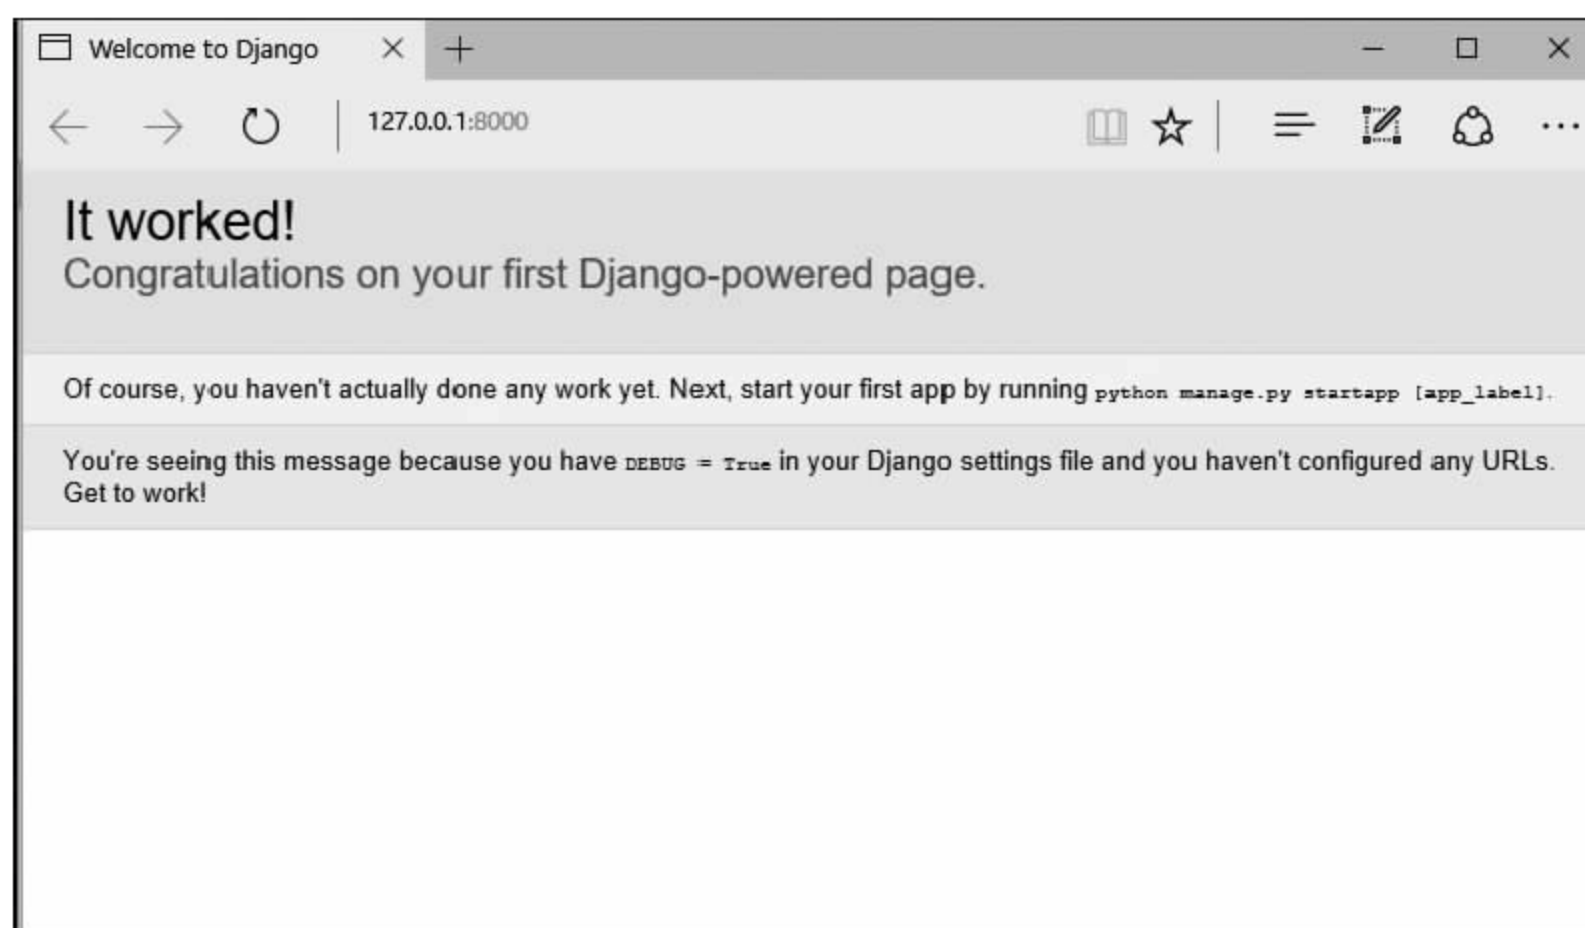 Welcome to Django
127.0.0.1:8000
It worked!
Congratulations on your first Django-powered page.
Of course, you haven't actually done any work yet. Next, start your first app by running python manage.py startapp [app_label].
You're seeing this message because you have DEBUG = True in your Django settings file and you haven't configured any URLs.
Get to work!